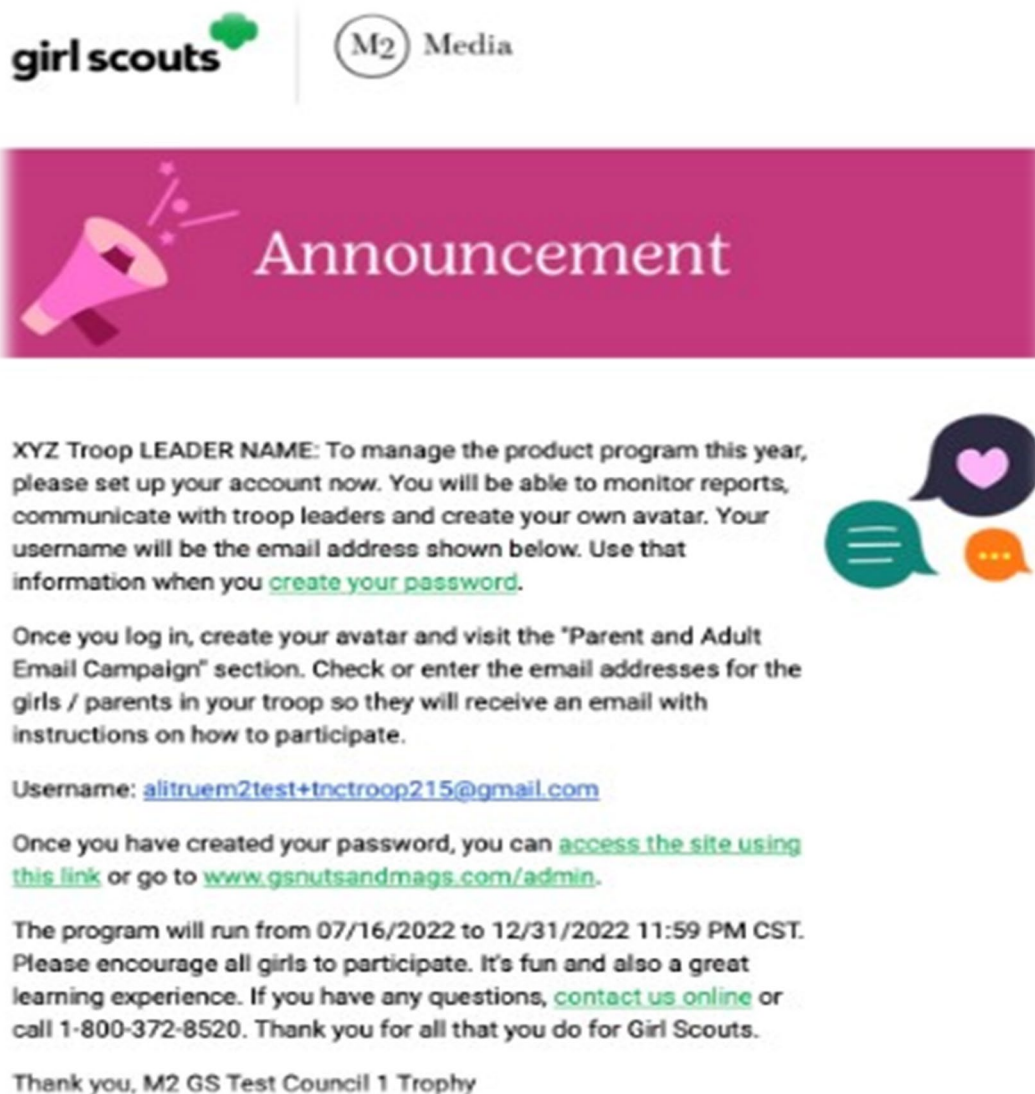 girl scouts
M2 Media
Announcement
XYZ Troop LEADER NAME: To manage the product program this year,
please set up your account now. You will be able to monitor reports,
communicate with troop leaders and create your own avatar. Your
username will be the email address shown below. Use that
information when you create your password.
Once you log in, create your avatar and visit the "Parent and Adult
Email Campaign" section. Check or enter the email addresses for the
girls / parents in your troop so they will receive an email with
instructions on how to participate.
Username: alitruem2test+tnctroop215@gmail.com
Once you have created your password, you can access the site using
this link or go to www.gsnutsandmags.com/admin.
The program will run from 07/16/2022 to 12/31/2022 11:59 PM CST.
Please encourage all girls to participate. It's fun and also a great
learning experience. If you have any questions, contact us online or
call 1-800-372-8520. Thank you for all that you do for Girl Scouts.
Thank you, M2 GS Test Council 1 Trophy